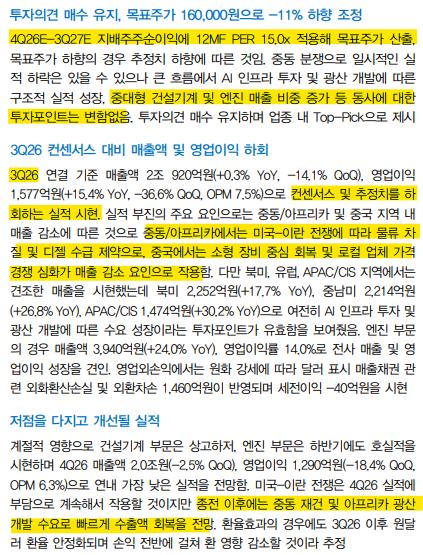 투자의견 매수 유지, 목표주가 160,000원으로 -11% 하향 조정
4Q26E-3Q27E 지배주주순이익에 12MF PER 15.0x 적용해 목표주가 산출.
목표주가 하향의 경우 추정치 하향에 따른 것임. 중동 분쟁으로 일시적인 실
적 하락은 있을 수 있으나 큰 흐름에서 AI 인프라 투자 및 광산 개발에 따른
구조적 실적 성장, 중대형 건설기계 및 엔진 매출 비중 증가 등 동사에 대한
투자포인트는 변함없음. 투자의견 매수 유지하며 업종 내 Top-Pick으로 제시
3Q26 컨센서스 대비 매출액 및 영업이익 하회
3Q26 연결 기준 매출액 2조 920억원(+0.3% YoY, -14.1% QoQ), 영업이익
1,577억원(+15.4% YoY, -36.6% QoQ, OPM 7.5%)으로 컨센서스 및 추정치를 하
회하는 실적 시현. 실적 부진의 주요 요인으로는 중동/아프리카 및 중국 지역 내
매출 감소에 따른 것으로 중동/아프리카에서는 미국-이란 전쟁에 따라 물류 차
질 및 디젤 수급 제약으로, 중국에서는 소형 장비 중심 회복 및 로컬 업체 가격
경쟁 심화가 매출 감소 요인으로 작용함. 다만 북미, 유럽, APAC/CIS 지역에서는
견조한 매출을 시현했는데 북미 2,252억원(+17.7% YoY), 중남미 2,214억원
(+26.8% YoY), APAC/CIS 1,474억원(+30.2% YoY)으로 여전히 AI 인프라 투자 및
광산 개발에 따른 수요 성장이라는 투자포인트가 유효함을 보여줬음. 엔진 부문
의 경우 매출액 3,940억원(+24.0% YoY), 영업이익률 14.0%로 전사 매출 및 영
업이익 성장을 견인. 영업외손익에서는 원화 강세에 따라 달러 표시 매출채권 관
련 외화환산손실 및 외환차손 1,460억원이 반영되며 세전이익 -40억원을 시현
저점을 다지고 개선될 실적
계절적 영향으로 건설기계 부문은 상고하저, 엔진 부문은 하반기에도 호실적을
시현하며 4Q26 매출액 2.0조원(-2.5% QoQ), 영업이익 1,290억원(-18.4% QoQ,
OPM 6.3%)으로 연내 가장 낮은 실적을 전망함. 미국-이란 전쟁은 4Q26 실적에
부담으로 계속해서 작용할 것이지만 종전 이후에는 중동 재건 및 아프리카 광산
개발 수요로 빠르게 수출액 회복을 전망. 환율효과의 경우에도 3Q26 이후 원달
러 환율 안정화되며 손익 전반에 걸쳐 환 영향 감소할 것이라 추정